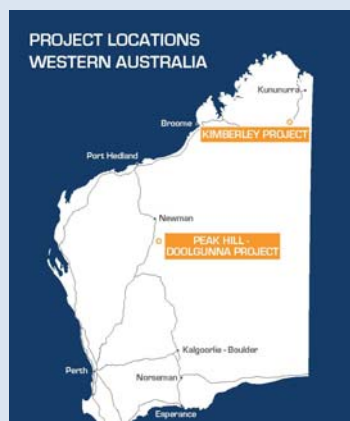 PROJECT LOCATIONS
WESTERN AUSTRALIA
Kununurra
Broome
KIMBERLEY PROJECT
Port Hedland
Newman
PEAK HILL -
DOOLGUNNA PROJECT
Kalgoorlie - Boulder
Perth
Norseman
Esperance